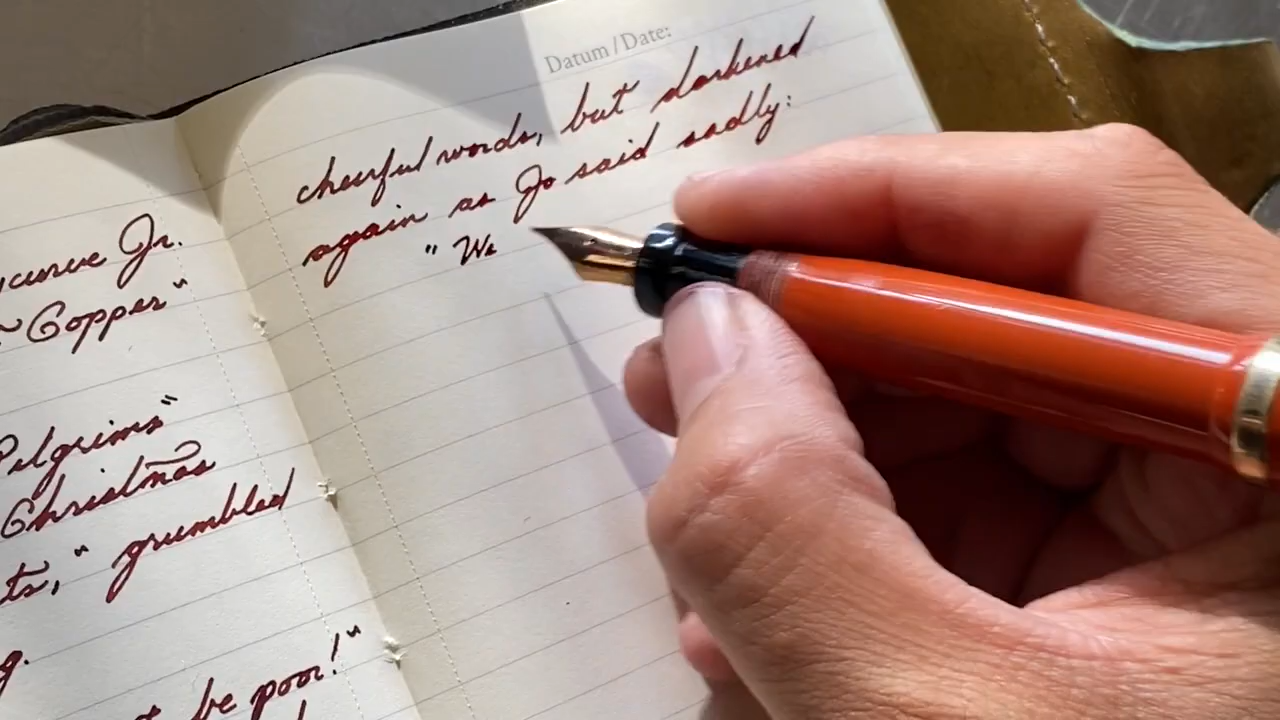 Jr.
Copper"
Pilgrims"
Christmas
grumbled
be poor!"
Datum / Date:
cheerful words, but darkened
again as Jo said sadly:
" We